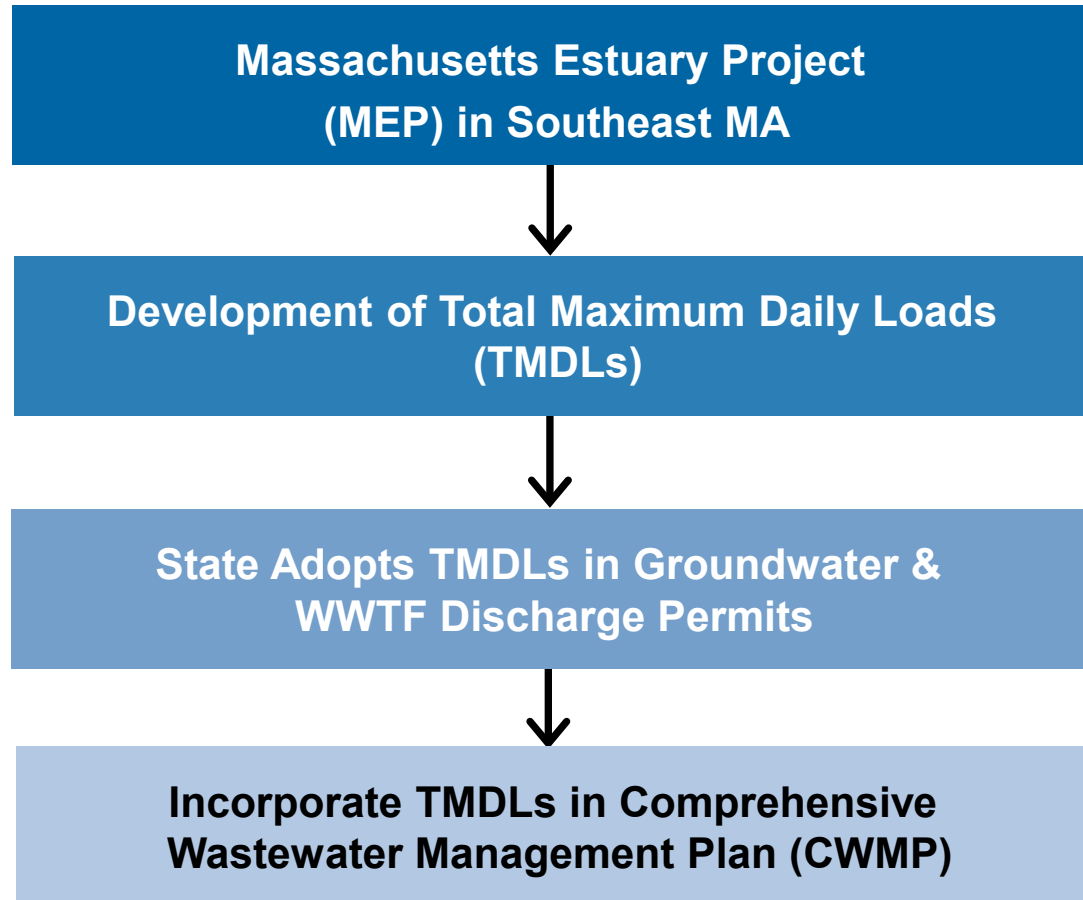 Massachusetts Estuary Project
(MEP) in Southeast MA
Development of Total Maximum Daily Loads
(TMDLs)
State Adopts TMDLs in Groundwater &
WWTF Discharge Permits
Incorporate TMDLs in Comprehensive
Wastewater Management Plan (CWMP)